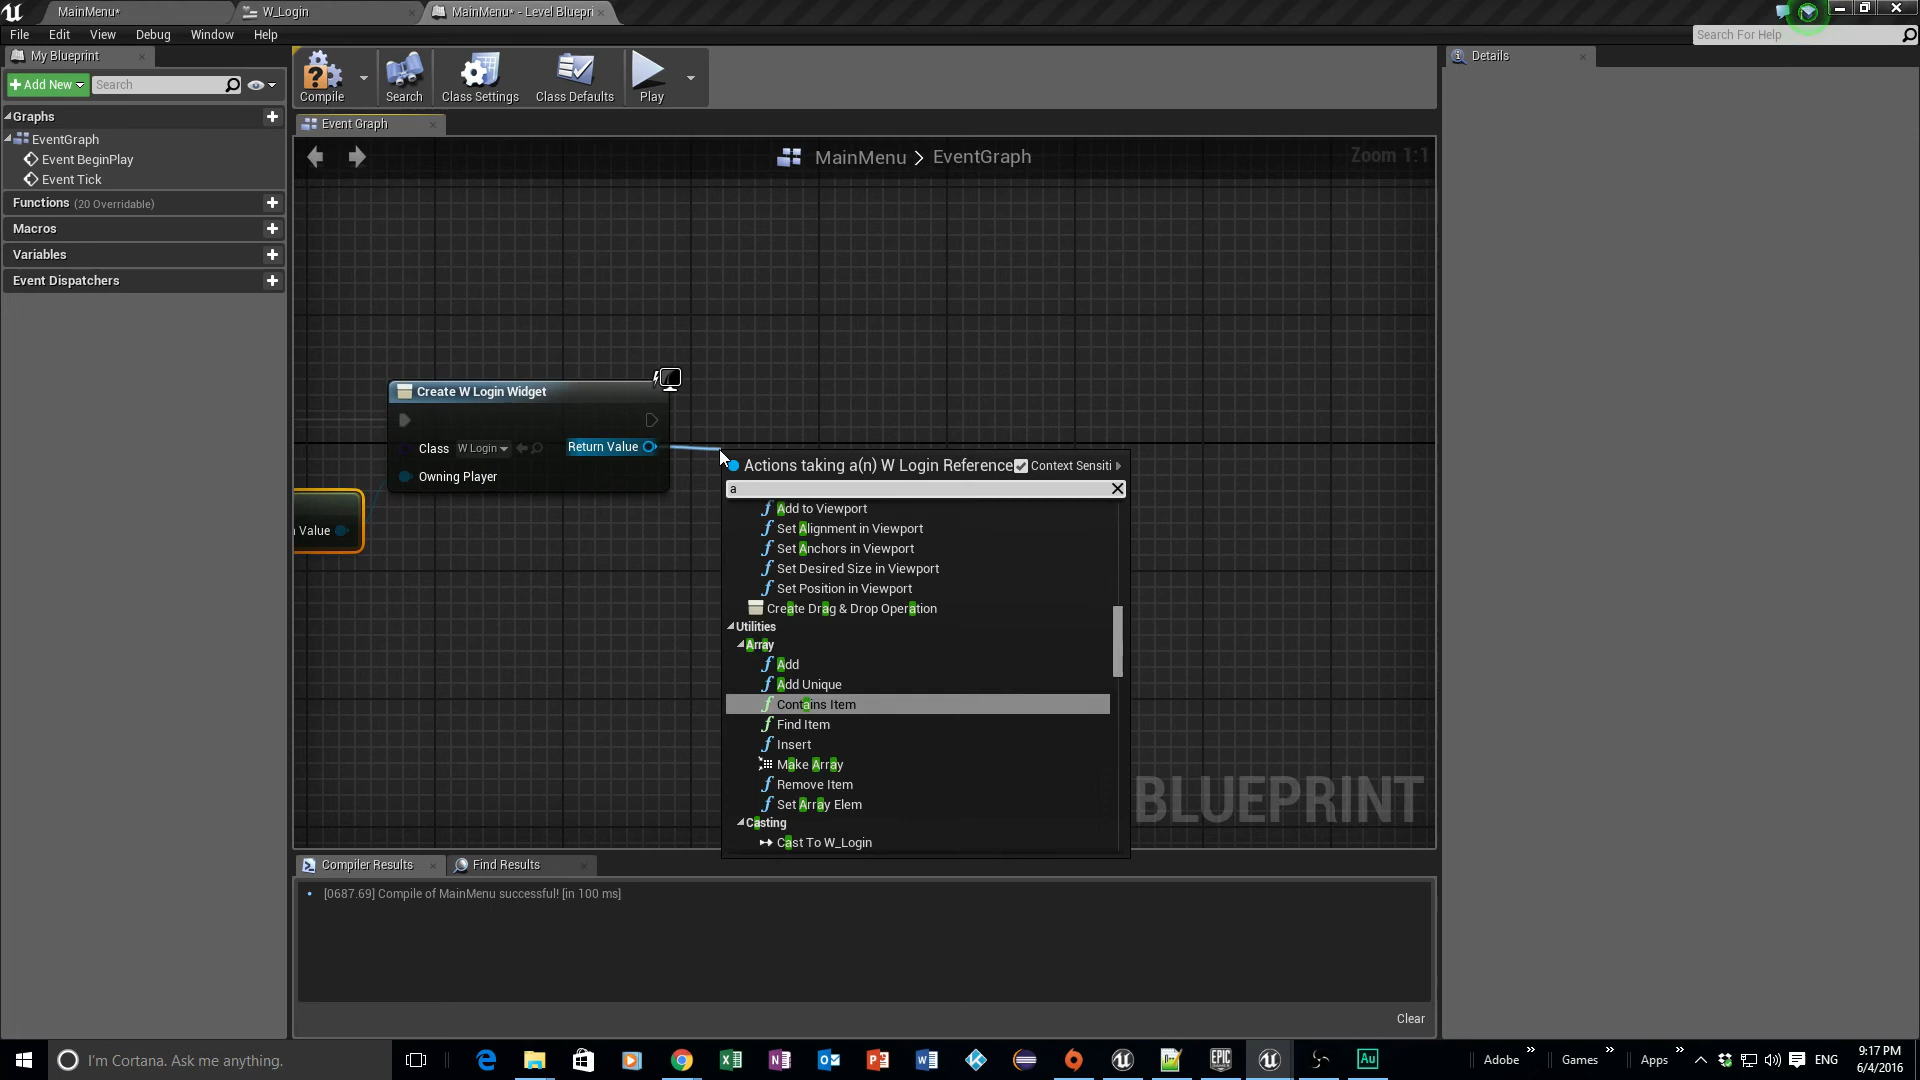 MainMenu*
W_Login
MainMenu* - Level Bluepri
File Edit View Debug Window Help
Search For Help
My Blueprint
Add New
Search
Compile
Search
Class Settings
Class Defaults
Play
Details
Graphs
EventGraph
Event BeginPlay
Event Tick
Functions (20 Overridable)
Macros
Variables
Event Dispatchers
Event Graph
MainMenu > EventGraph
Zoom 1:1
Create W Login Widget
Class W Login
Return Value
Owning Player
Value
Actions taking a(n) W Login Reference
Context Sensiti
a
Add to Viewport
Set Alignment in Viewport
Set Anchors in Viewport
Set Desired Size in Viewport
Set Position in Viewport
Create Drag & Drop Operation
Utilities
Array
Add
Add Unique
Contains Item
Find Item
Insert
Make Array
Remove Item
Set Array Elem
Casting
Cast To W_Login
BLUEPRINT
Compiler Results
Find Results
[0687.69] Compile of MainMenu successful! [in 100 ms]
Clear
I'm Cortana. Ask me anything.
Adobe
Games
Apps
ENG
9:17 PM
6/4/2016